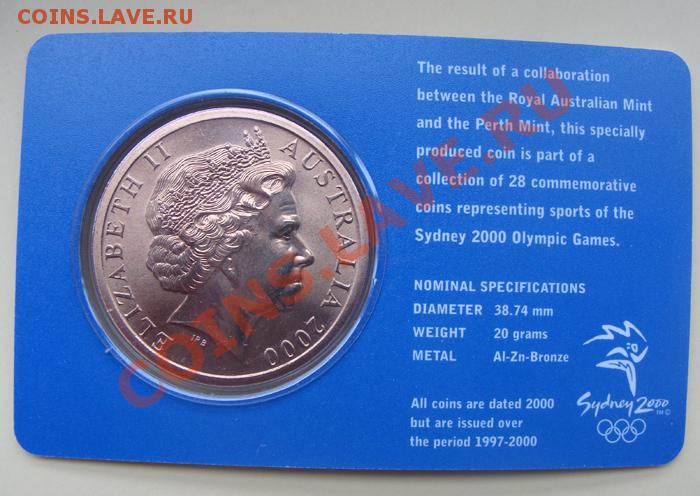 COINS.LAVE.RU
ELIZABETH II AUSTRALIA 2000
IPB
The result of a collaboration
between the Royal Australian Mint
and the Perth Mint, this specially
produced coin is part of a
collection of 28 commemorative
coins representing sports of the
Sydney 2000 Olympic Games.
NOMINAL SPECIFICATIONS
DIAMETER 38.74 mm
WEIGHT 20 grams
METAL Al-Zn-Bronze
All coins are dated 2000
but are issued over
the period 1997-2000
Sydney 2000
TM ©
COINS.LAVE.RU